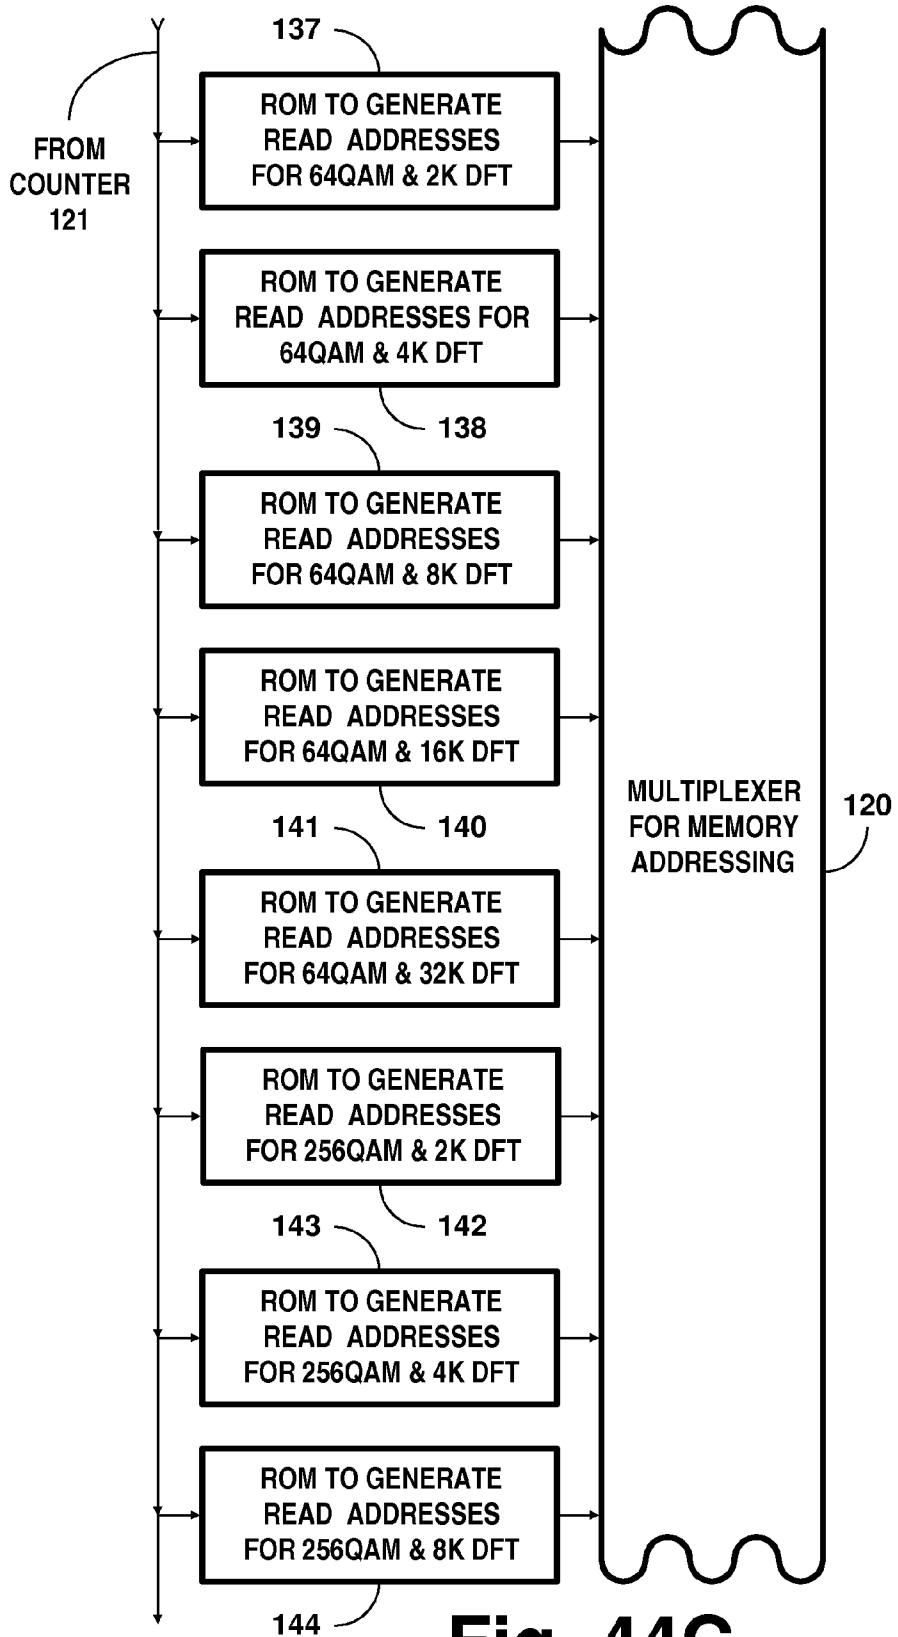 137
ROM TO GENERATE
READ ADDRESSES
FOR 64QAM & 2K DFT
FROM
COUNTER
121
ROM TO GENERATE
READ ADDRESSES FOR
64QAM & 4K DFT
138
139
ROM TO GENERATE
READ ADDRESSES
FOR 64QAM & 8K DFT
ROM TO GENERATE
READ ADDRESSES
FOR 64QAM & 16K DFT
140
MULTIPLEXER
FOR MEMORY
ADDRESSING
120
141
ROM TO GENERATE
READ ADDRESSES
FOR 64QAM & 32K DFT
ROM TO GENERATE
READ ADDRESSES
FOR 256QAM & 2K DFT
142
143
ROM TO GENERATE
READ ADDRESSES
FOR 256QAM & 4K DFT
ROM TO GENERATE
READ ADDRESSES
FOR 256QAM & 8K DFT
144